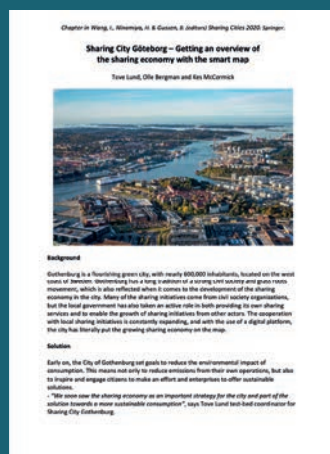 Chapter in Wang, I., Ninomiya, H. & Gussen, B. (editors) Sharing Cities 2020. Springer.
Sharing City Göteborg – Getting an overview of
the sharing economy with the smart map
Tove Lund, Olle Bergman and Kes McCormick
Background
Gothenburg is a flourishing green city, with nearly 600,000 inhabitants, located on the west
coast of Sweden. Gothenburg has a long tradition of a strong civil society and grass roots
movement, which is also reflected when it comes to the development of the sharing
economy in the city. Many of the sharing initiatives come from civil society organisations,
but the local government has also taken an active role in both providing its own sharing
services and to enable the growth of sharing initiatives from other actors. The cooperation
with local sharing initiatives is constantly expanding, and with the use of a digital platform,
the city has literally put the growing sharing economy on the map.
Solution
Early on, the City of Gothenburg set goals to reduce the environmental impact of
consumption. This means not only to reduce emissions from their own operations, but also
to inspire and engage citizens to make an effort and enterprises to offer sustainable
solutions.
- "We soon saw the sharing economy as an important strategy for the city and part of the
solution towards a more sustainable consumption", says Tove Lund test-bed coordinator for
Sharing City Gothenburg.